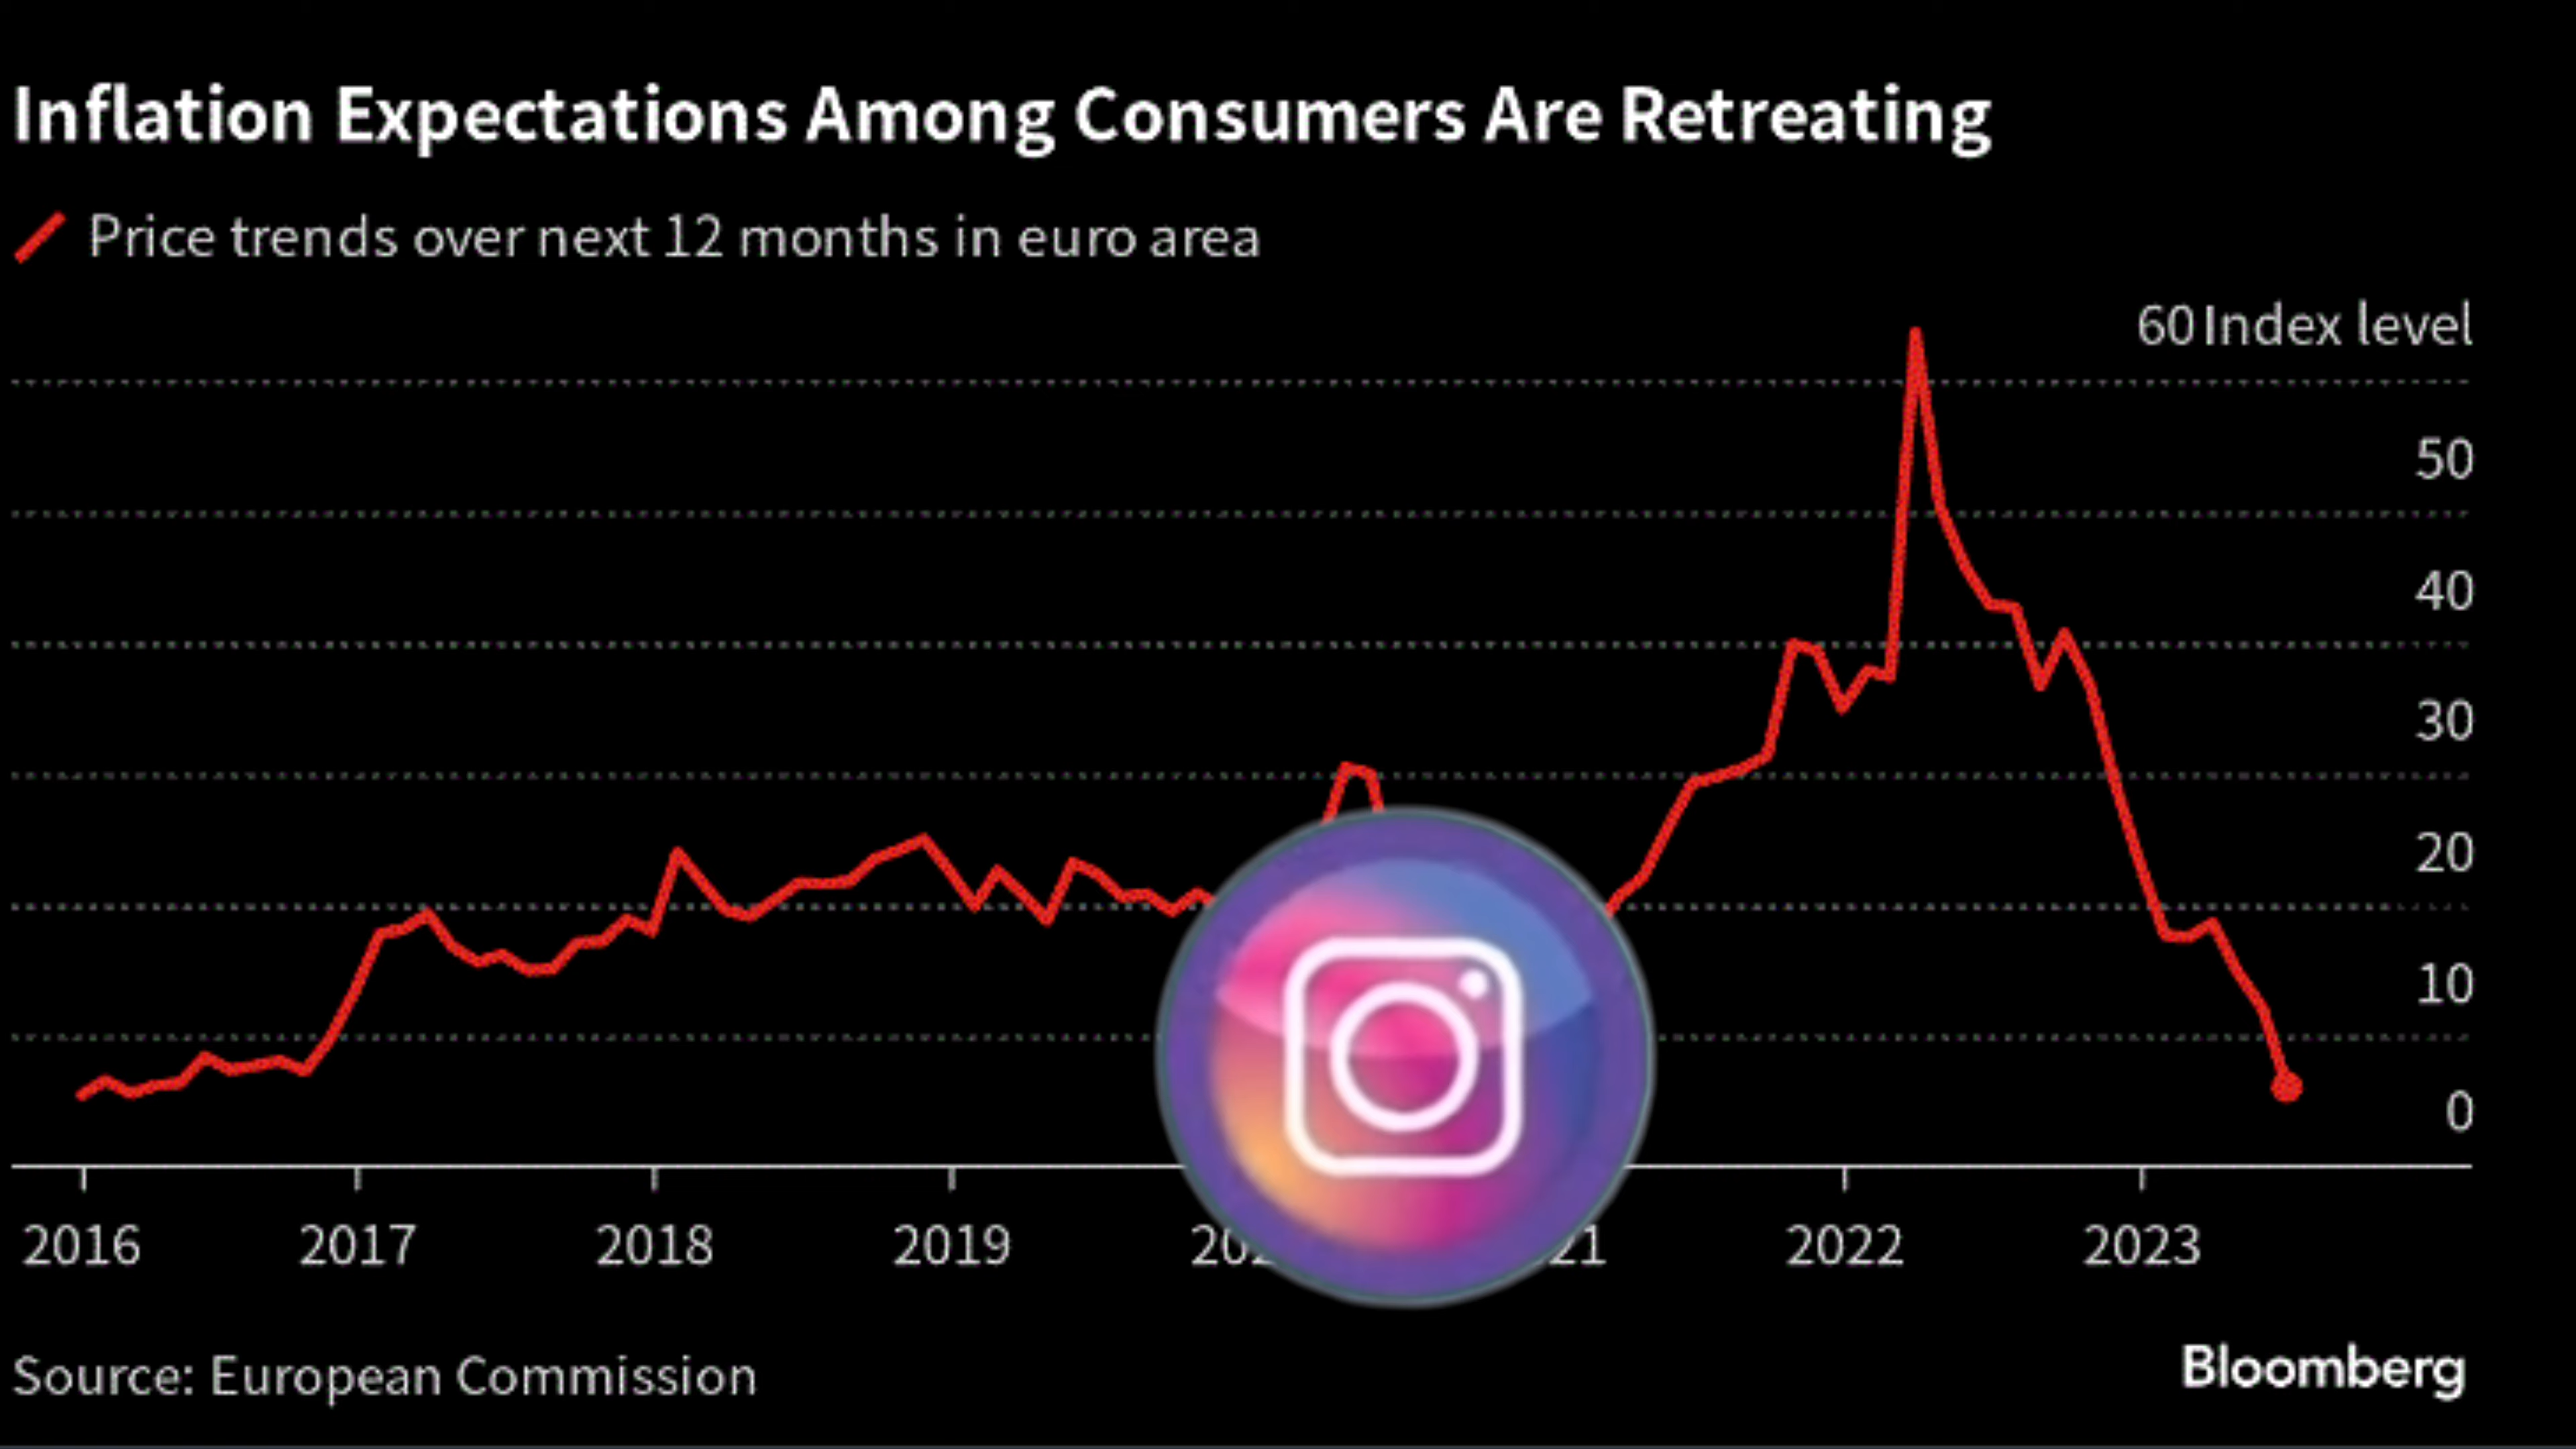 Inflation Expectations Among Consumers Are Retreating
Price trends over next 12 months in euro area
60 Index level
50
40
30
20
10
0
2016 2017 2018 2019 2022 2023
Source: European Commission
Bloomberg